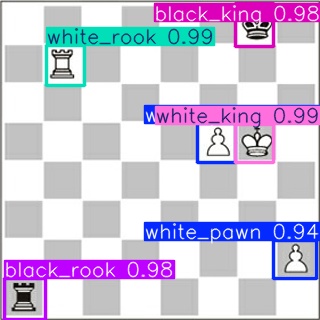 black_king 0.98
white_rook 0.99
w
white_king 0.99
white_pawn 0.94
black_rook 0.98